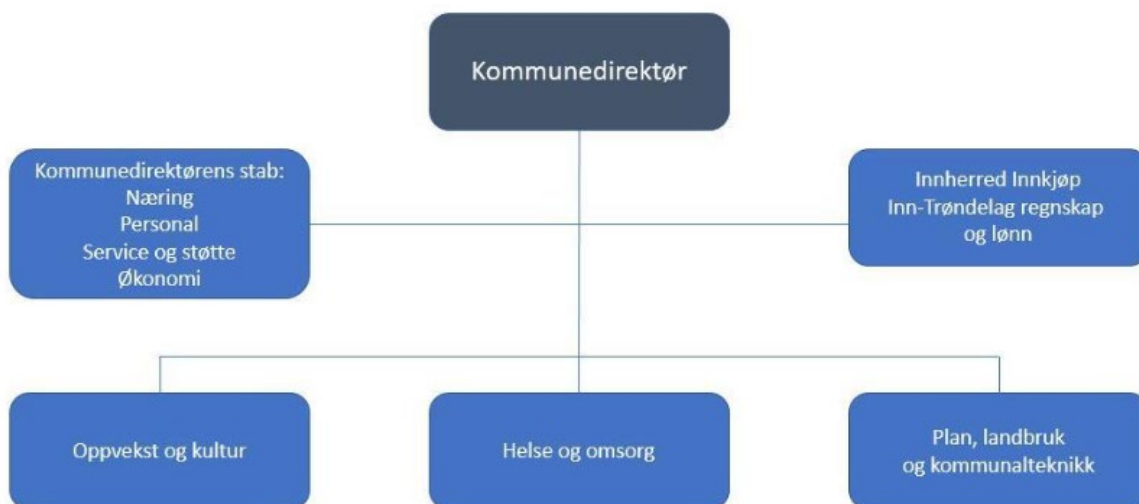 Kommunedirektør
Kommunedirektørens stab:
Næring
Personal
Service og støtte
Økonomi
Innherred Innkjøp
Inn-Trøndelag regnskap
og lønn
Oppvekst og kultur
Helse og omsorg
Plan, landbruk
og kommunalteknikk